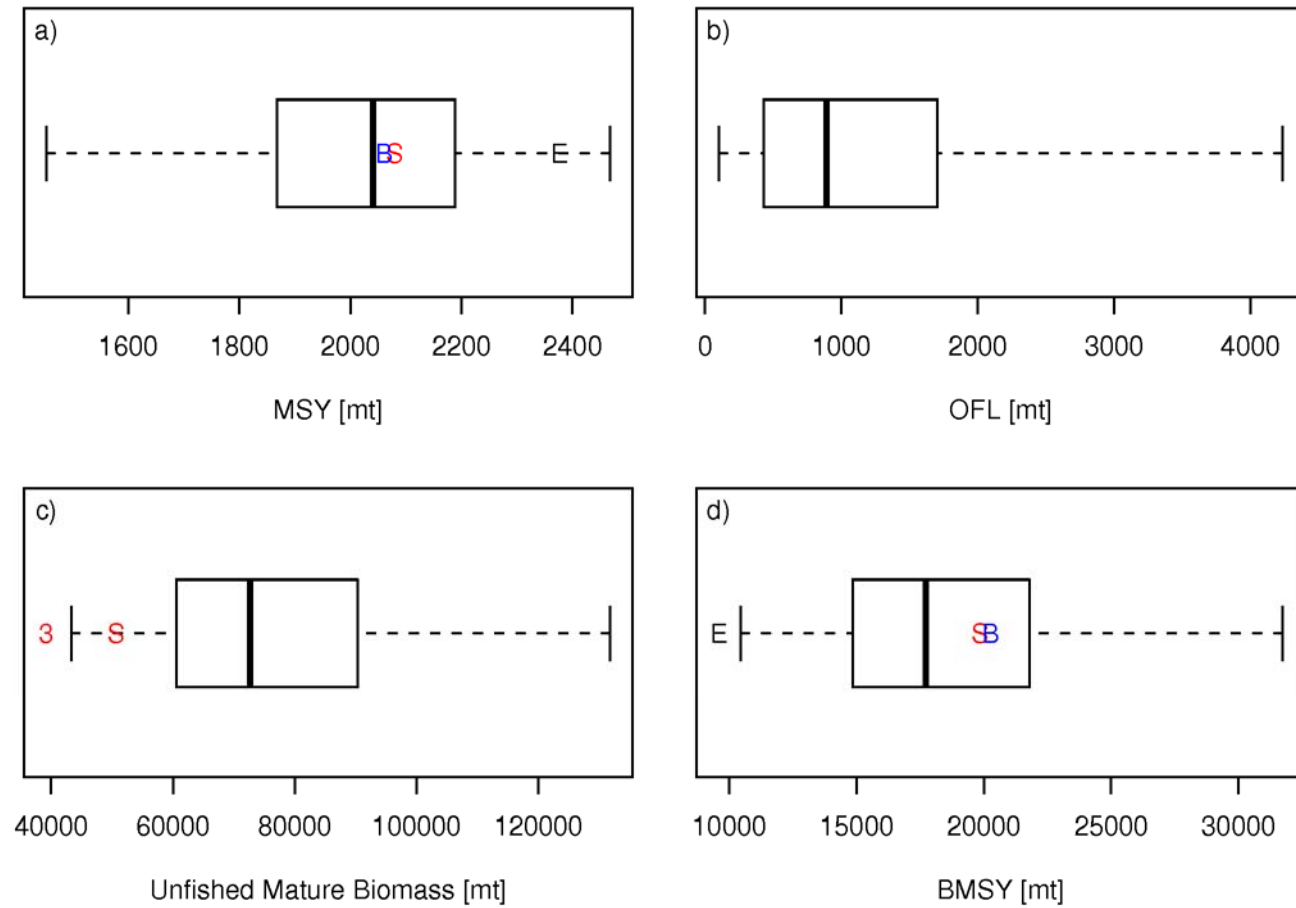 a)
B S E
1600 1800 2000 2200 2400
MSY [mt]
b)
0 1000 2000 3000 4000
OFL [mt]
c)
3 S
40000 60000 80000 100000 120000
Unfished Mature Biomass [mt]
d)
E S B
10000 15000 20000 25000 30000
BMSY [mt]